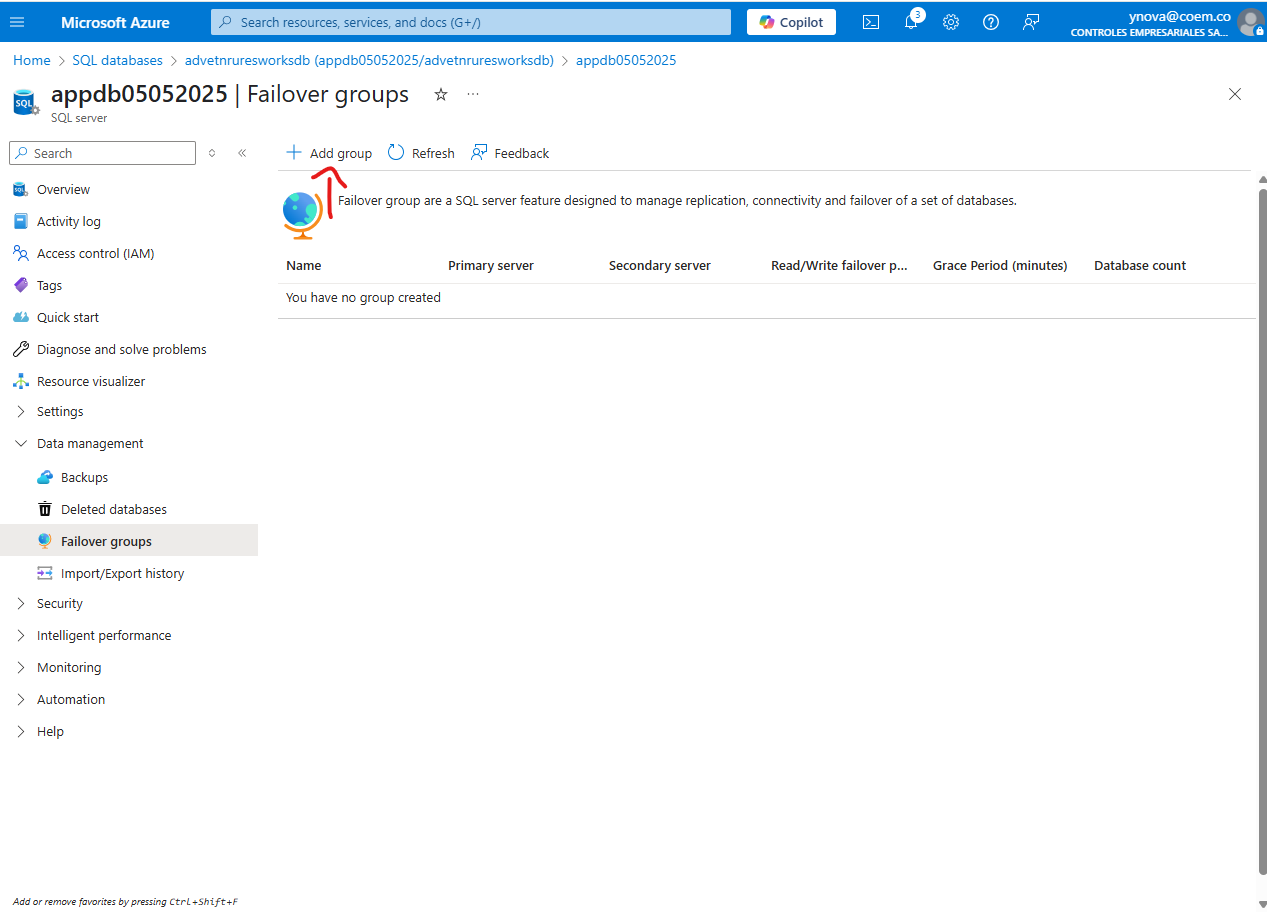 Microsoft Azure
Search resources, services, and docs (G+/)
Copilot
3
ynova@coem.co
CONTROLES EMPRESARIALES SA...
Home > SQL databases > advetnruresworksdb (appdb05052025/advetnruresworksdb) > appdb05052025
SQL
appdb05052025 | Failover groups
SQL server
Search
Add group
Refresh
Feedback
Overview
Activity log
Access control (IAM)
Tags
Quick start
Diagnose and solve problems
Resource visualizer
Settings
Data management
Backups
Deleted databases
Failover groups
Import/Export history
Security
Intelligent performance
Monitoring
Automation
Help
Failover group are a SQL server feature designed to manage replication, connectivity and failover of a set of databases.
Name Primary server Secondary server Read/Write failover p... Grace Period (minutes) Database count
You have no group created
Add or remove favorites by pressing Ctrl+Shift+F